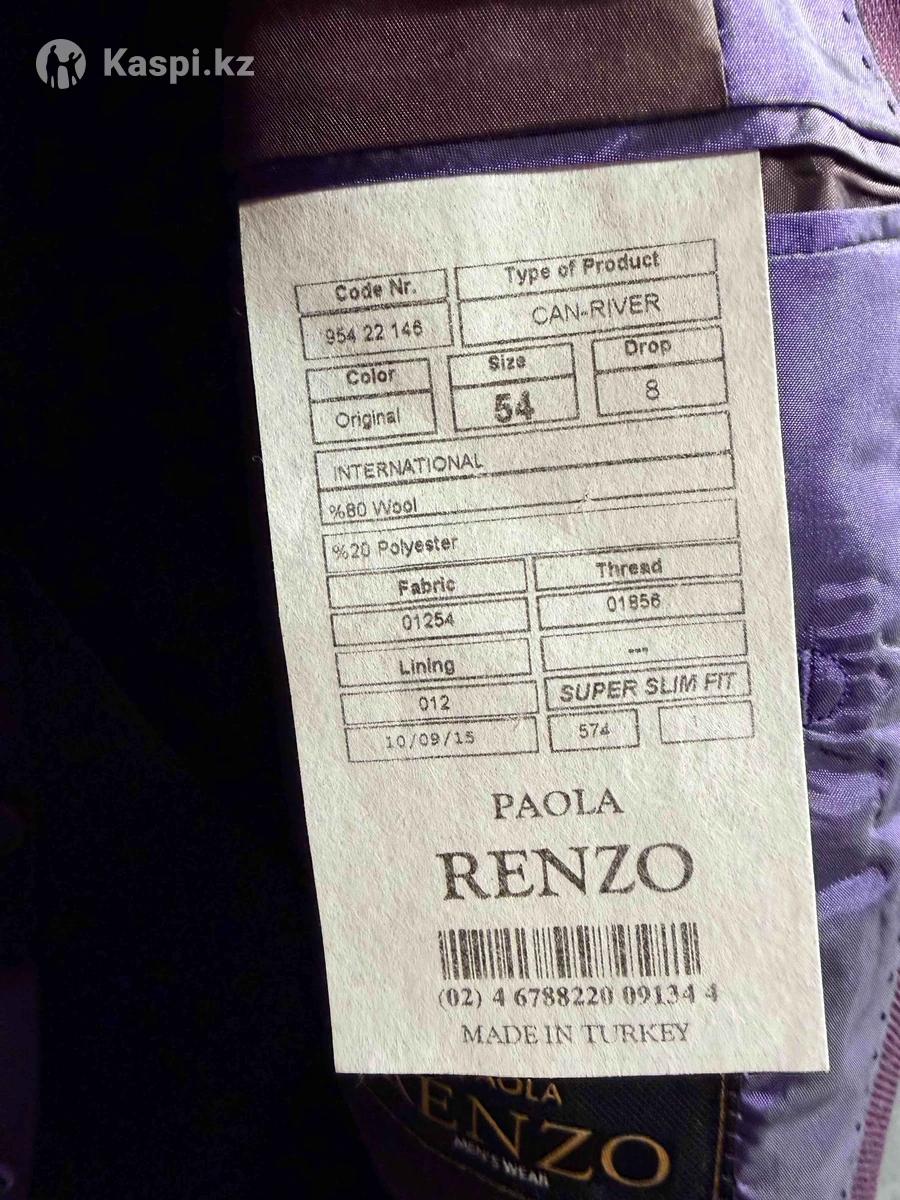 Kaspi.kz
Code Nr. Type of Product
954 22 146 CAN-RIVER
Color Size Drop
Original 54 8
INTERNATIONAL
%80 Wool
%20 Polyester
Fabric Thread
01254 01856
Lining ---
012 SUPER SLIM FIT
10/09/15 574 1
PAOLA
RENZO
(02) 4 6788220 09134 4
MADE IN TURKEY
PAOLA
RENZO
MEN'S WEAR